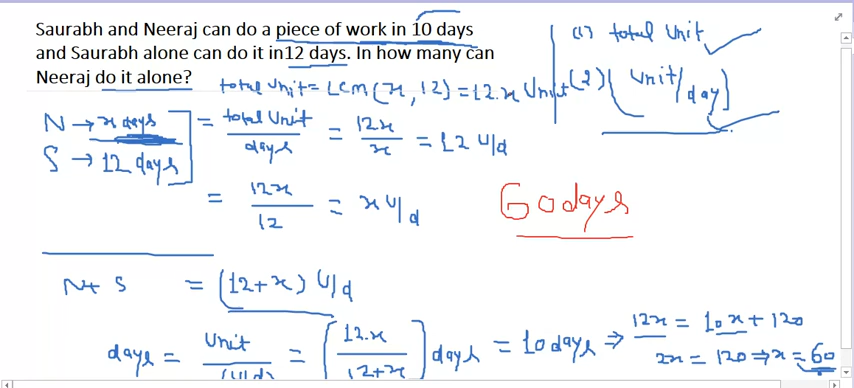 Saurabh and Neeraj can do a piece of work in 10 days
and Saurabh alone can do it in12 days. In how many can
Neeraj do it alone?
(1) total Unit
(2) (Unit/day)
total Unit = LCM(x, 12) = 12.x Unit
N → x days = total Unit/days = 12x/x = 12 U/d
S → 12 days
= 12x/12 = x U/d
60 days
N+ S = (12+x) U/d
days = Unit/(U/d) = (12.x/12+x) days = 10 days ⇒ 12x = 10x + 120
2x = 120 ⇒ x = 60